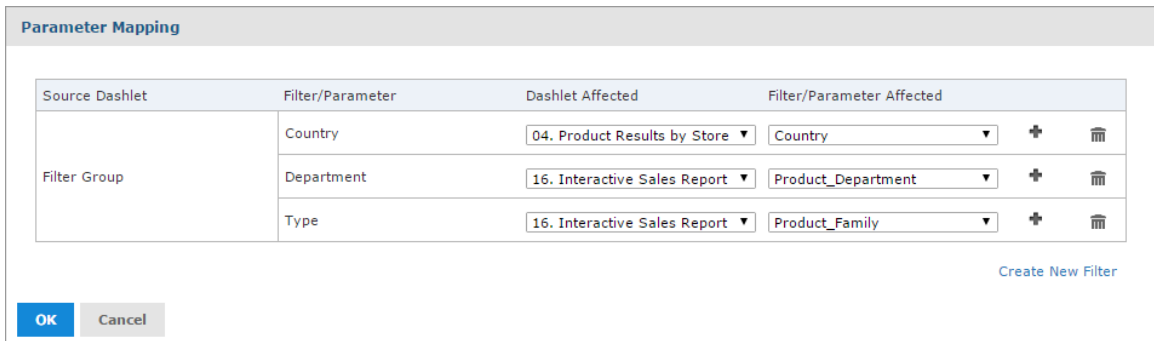 Parameter Mapping
Source Dashlet Filter/Parameter Dashlet Affected Filter/Parameter Affected
Country 04. Product Results by Store Country
Filter Group Department 16. Interactive Sales Report Product_Department
Type 16. Interactive Sales Report Product_Family
Create New Filter
OK Cancel